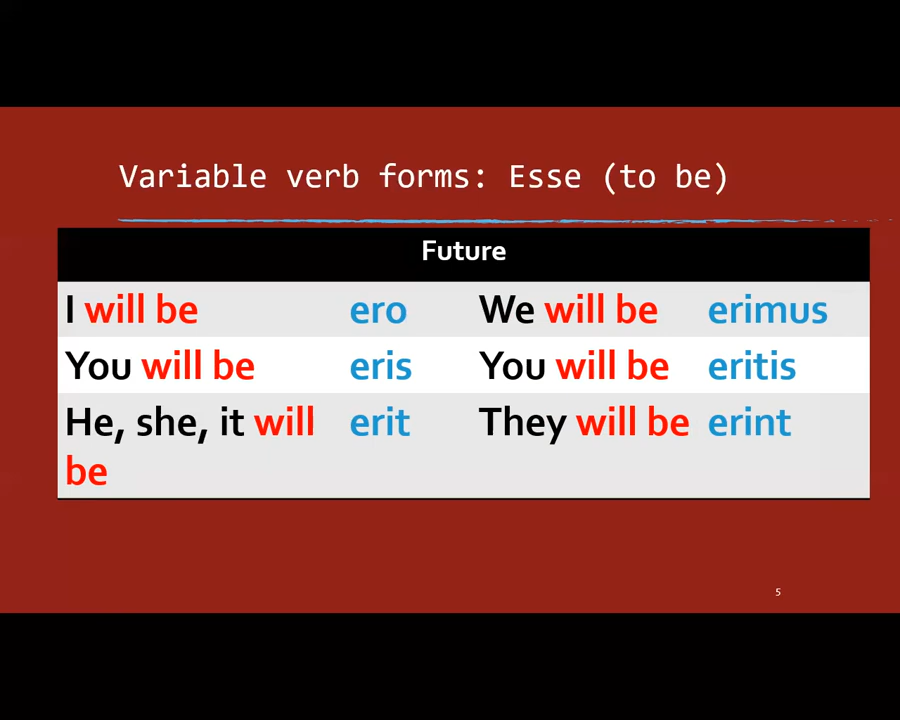 Variable verb forms: Esse (to be)
Future
I will be ero We will be erimus
You will be eris You will be eritis
He, she, it will erit They will be erint
be
5